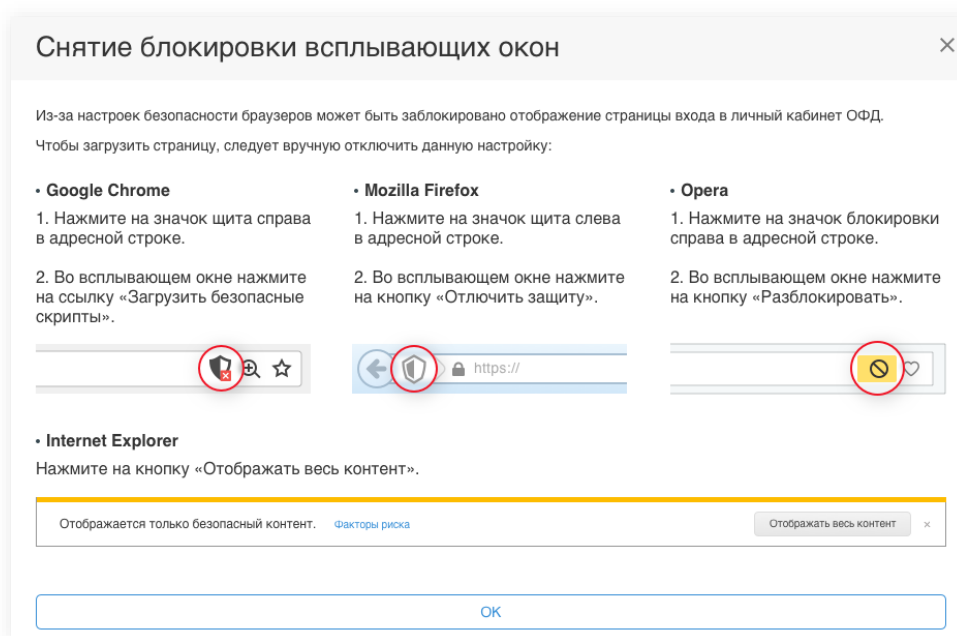 Снятие блокировки всплывающих окон
Из-за настроек безопасности браузеров может быть заблокировано отображение страницы входа в личный кабинет ОФД.
Чтобы загрузить страницу, следует вручную отключить данную настройку:
• Google Chrome
1. Нажмите на значок щита справа
в адресной строке.
2. Во всплывающем окне нажмите
на ссылку «Загрузить безопасные
скрипты».
• Mozilla Firefox
1. Нажмите на значок щита слева
в адресной строке.
2. Во всплывающем окне нажмите
на кнопку «Отлючить защиту».
https://
• Opera
1. Нажмите на значок блокировки
справа в адресной строке.
2. Во всплывающем окне нажмите
на кнопку «Разблокировать».
• Internet Explorer
Нажмите на кнопку «Отображать весь контент».
Отображается только безопасный контент. Факторы риска Отображать весь контент ×
OK